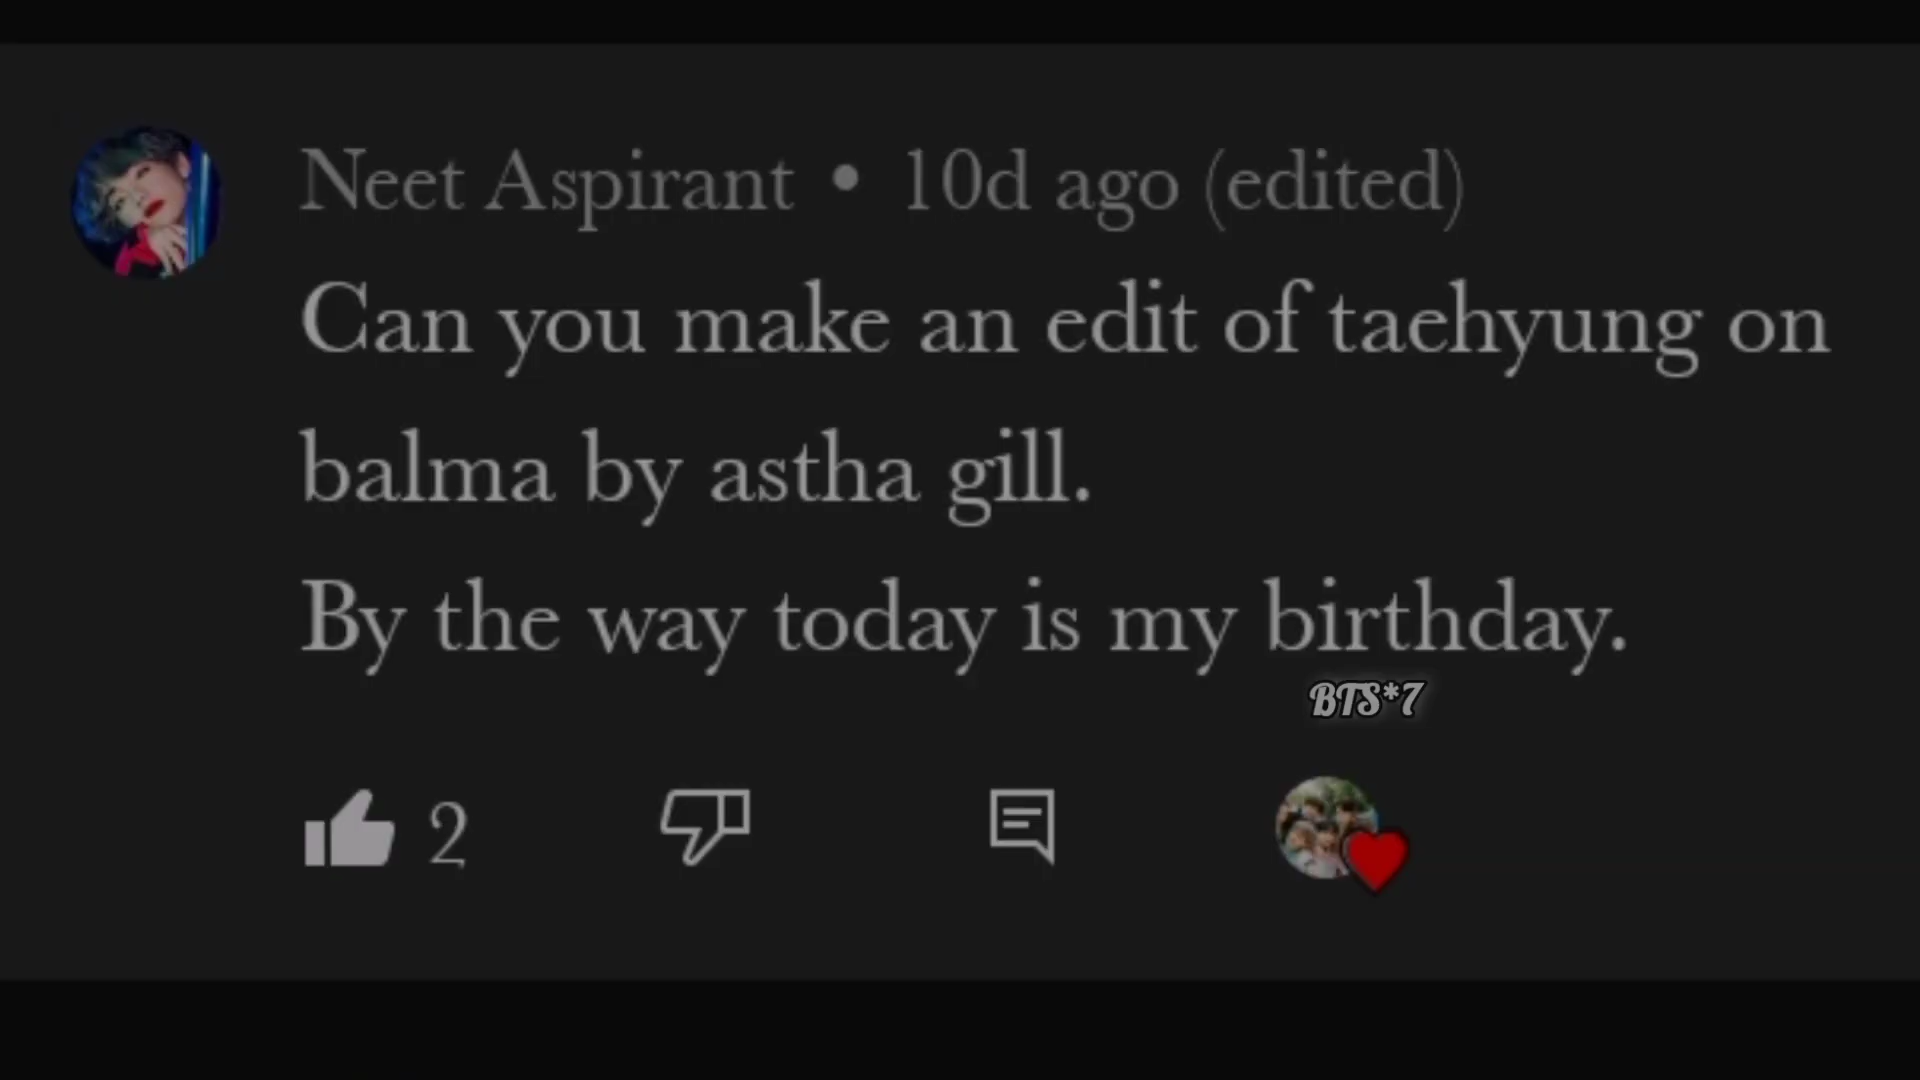 Neet Aspirant • 10d ago (edited)
Can you make an edit of taehyung on
balma by astha gill.
By the way today is my birthday.
BTS*7
2